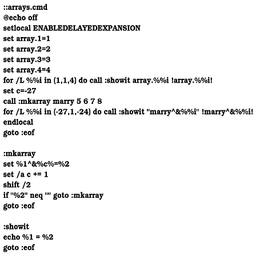 ::arrays.cmd
@echo off
setlocal ENABLEDELAYEDEXPANSION
set array.1=1
set array.2=2
set array.3=3
set array.4=4
for /L %%i in (1,1,4) do call :showit array.%%i !array.%%i!
set c=-27
call :mkarray marry 5 6 7 8
for /L %%i in (-27,1,-24) do call :showit "marry^&%%i" !marry^&%%i!
endlocal
goto :eof

:mkarray
set %1^&%c%=%2
set /a c += 1
shift /2
if "%2" neq "" goto :mkarray
goto :eof

:showit
echo %1 = %2
goto :eof